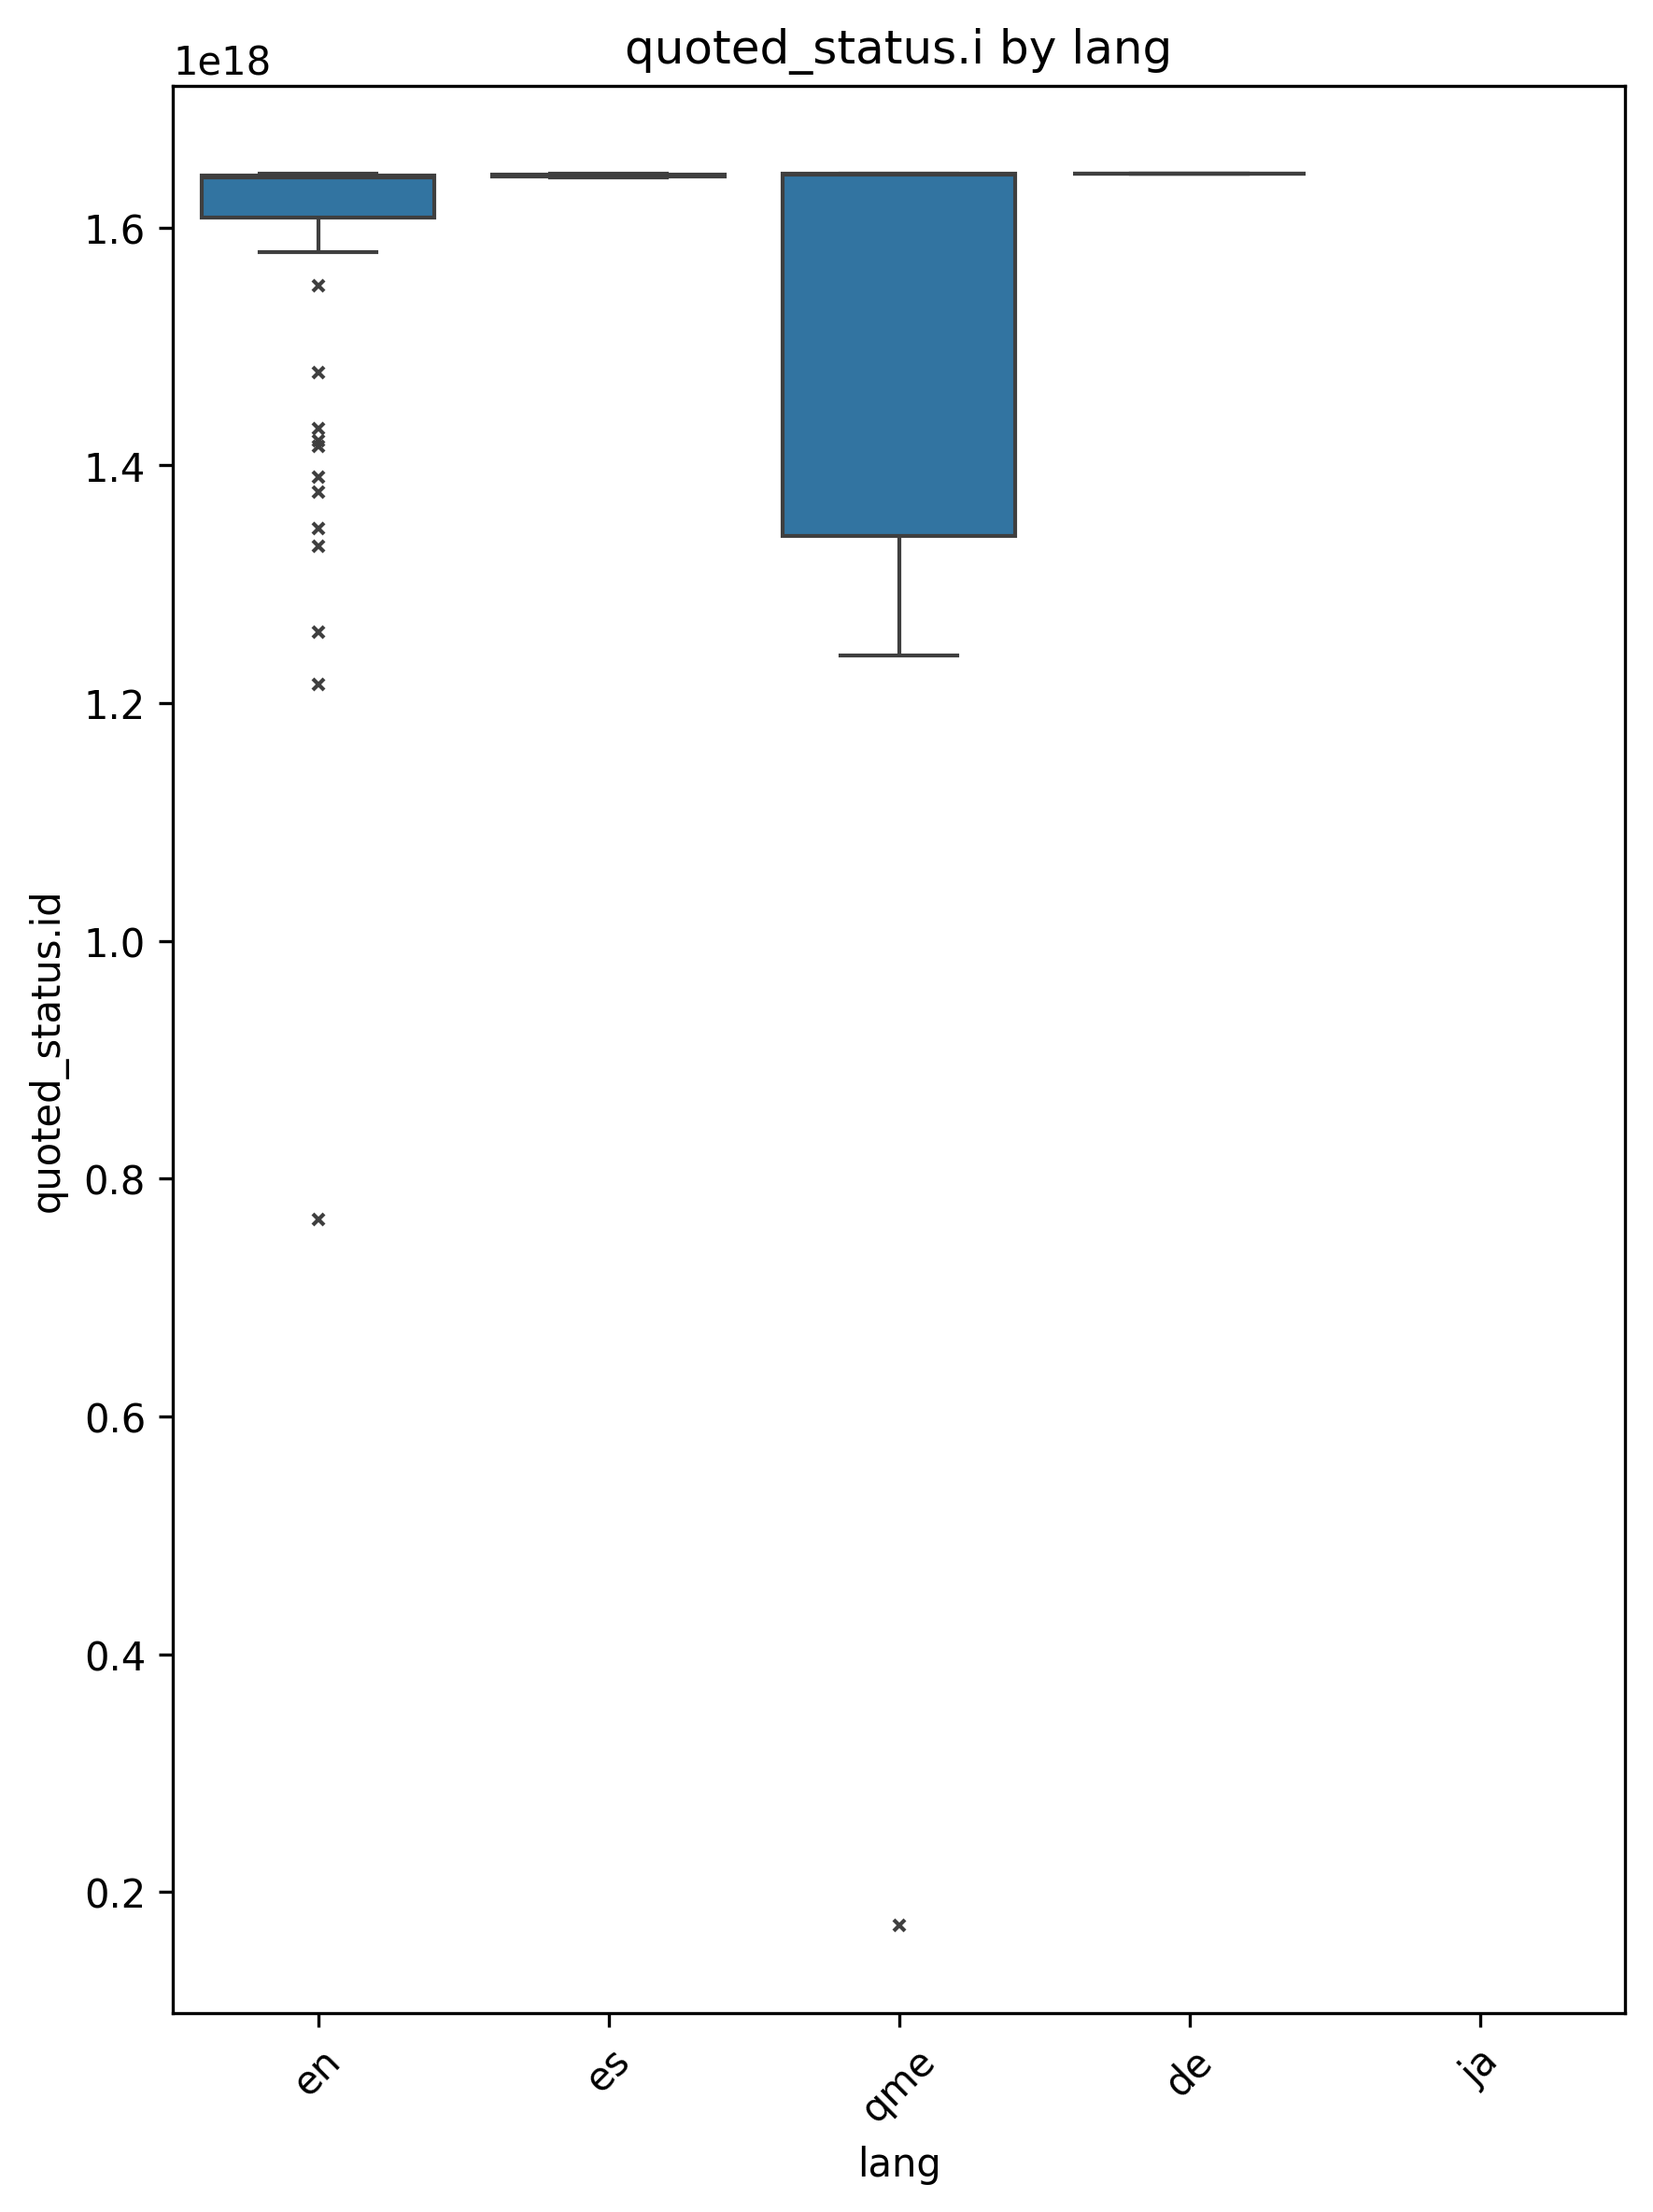 quoted_status.i by lang
1e18
1.6
1.4
1.2
1.0
0.8
0.6
0.4
0.2
quoted_status.id
en
es
qme
de
ja
lang